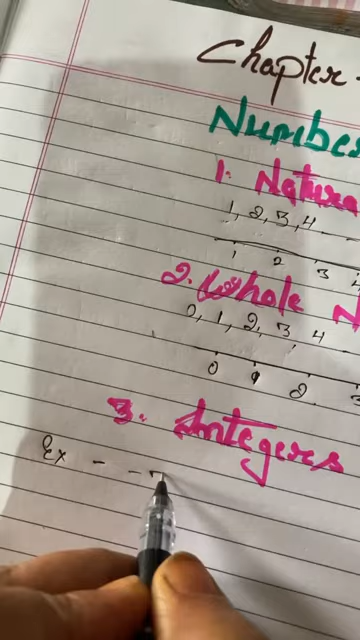 Chapter
Number
1. Natura
1, 2, 3, 4
1 2 3 4
2. Whole N
0, 1, 2, 3, 4
0 1 2 3
3. Integers
Ex - - -